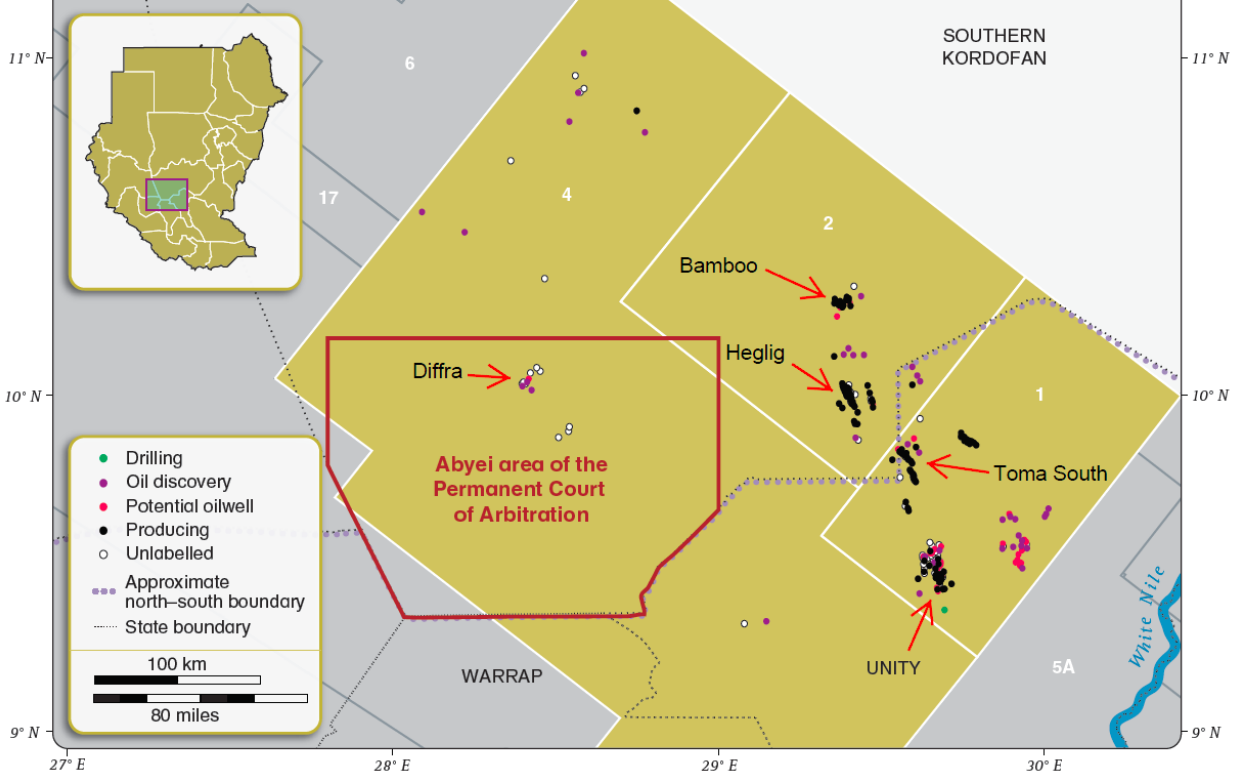 SOUTHERN
KORDOFAN
11° N
11° N
6
17
4
2
Bamboo
Heglig
Diffra
10° N
10° N
1
Abyei area of the
Permanent Court
of Arbitration
Toma South
Drilling
Oil discovery
Potential oilwell
Producing
Unlabelled
Approximate
north–south boundary
State boundary
100 km
80 miles
White Nile
WARRAP
UNITY
5A
9° N
9° N
27° E
28° E
29° E
30° E